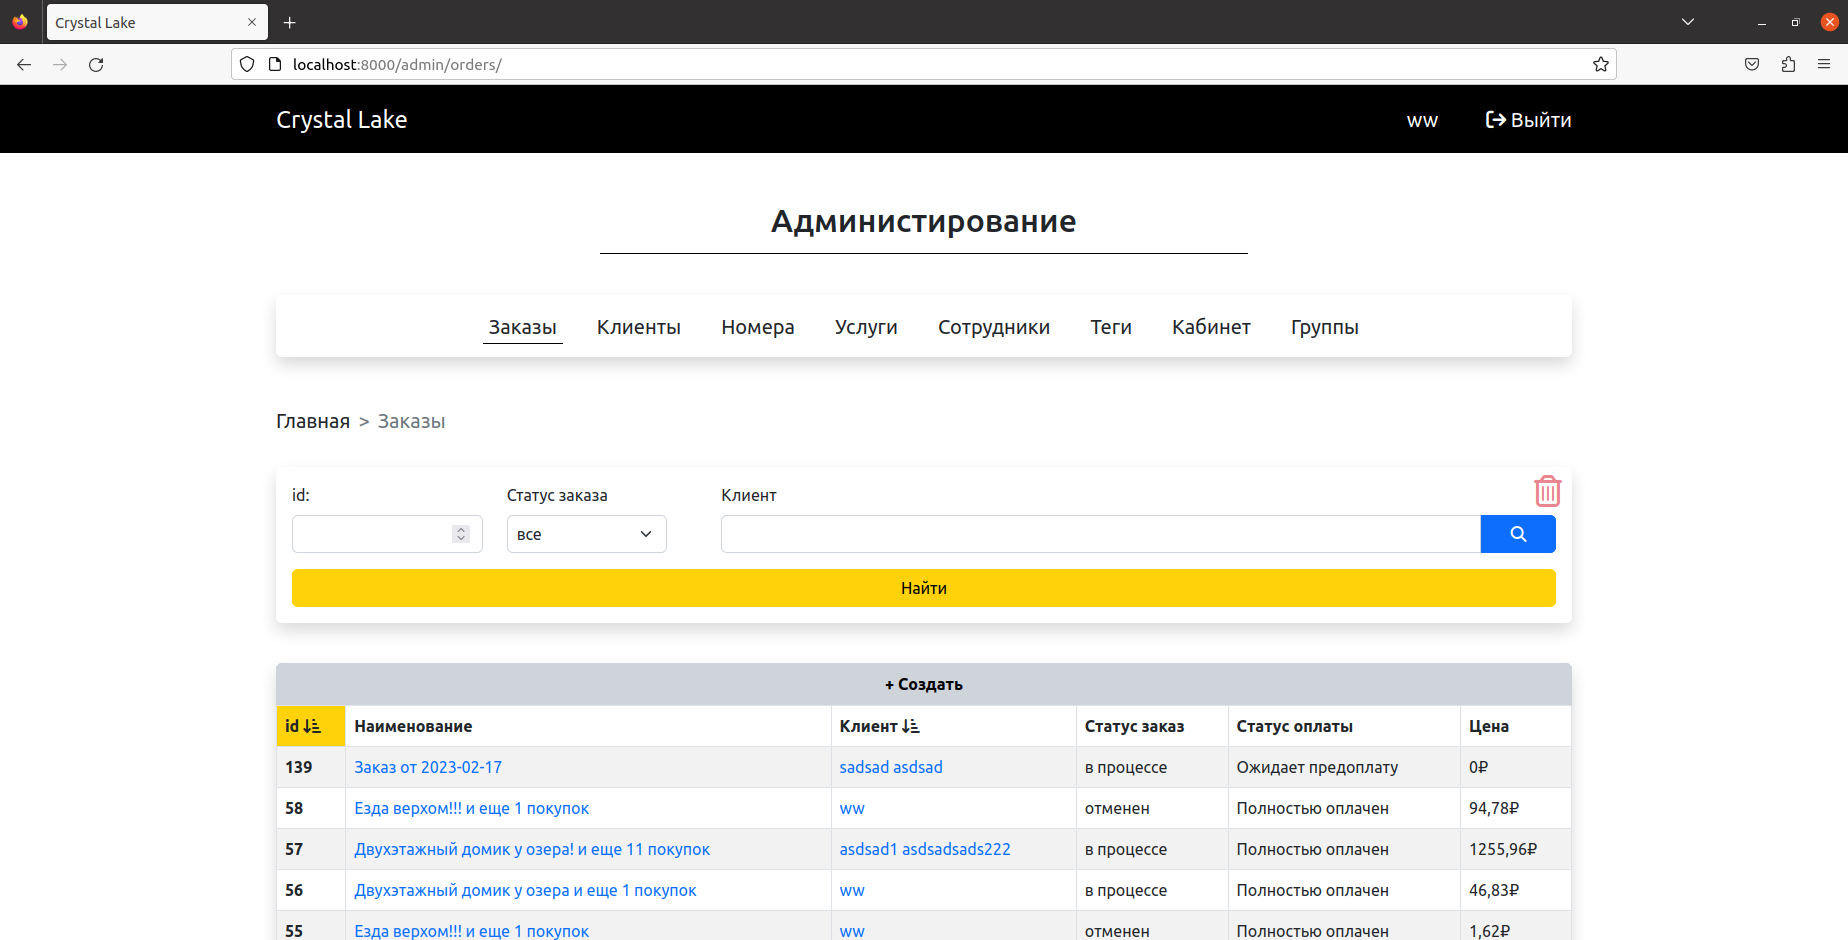 Crystal Lake
localhost:8000/admin/orders/
Crystal Lake ww Выйти
Администирование
Заказы Клиенты Номера Услуги Сотрудники Теги Кабинет Группы
Главная > Заказы
id: Статус заказа Клиент
все
Найти
+ Создать
id Наименование Клиент Статус заказ Статус оплаты Цена
139 Заказ от 2023-02-17 sadsad asdsad в процессе Ожидает предоплату 0₽
58 Езда верхом!!! и еще 1 покупок ww отменен Полностью оплачен 94,78₽
57 Двухэтажный домик у озера! и еще 11 покупок asdsad1 asdsadsads222 в процессе Полностью оплачен 1255,96₽
56 Двухэтажный домик у озера и еще 1 покупок ww в процессе Полностью оплачен 46,83₽
55 Езда верхом!!! и еще 1 покупок ww отменен Полностью оплачен 1,62₽